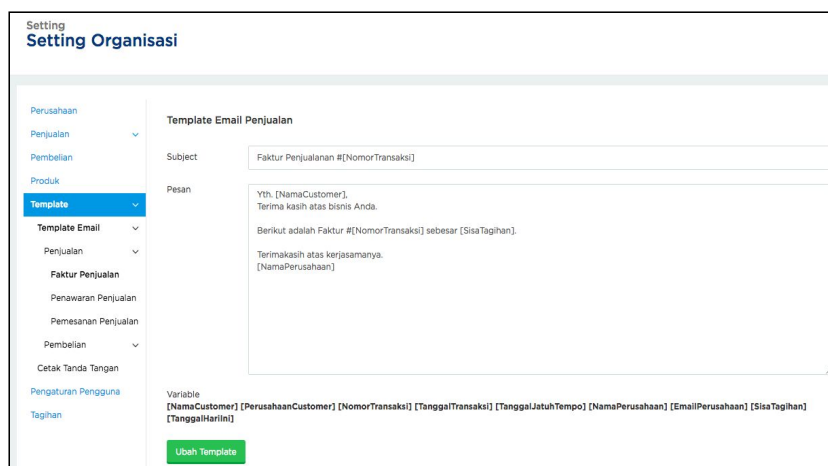 Setting
Setting Organisasi
Perusahaan
Penjualan
Pembelian
Produk
Template
Template Email
Penjualan
Faktur Penjualan
Penawaran Penjualan
Pemesanan Penjualan
Pembelian
Cetak Tanda Tangan
Pengaturan Pengguna
Tagihan
Template Email Penjualan
Subject
Faktur Penjualanan #[NomorTransaksi]
Pesan
Yth. [NamaCustomer],
Terima kasih atas bisnis Anda.
Berikut adalah Faktur #[NomorTransaksi] sebesar [SisaTagihan].
Terimakasih atas kerjasamanya.
[NamaPerusahaan]
Variable
[NamaCustomer] [PerusahaanCustomer] [NomorTransaksi] [TanggalTransaksi] [TanggalJatuhTempo] [NamaPerusahaan] [EmailPerusahaan] [SisaTagihan]
[TanggalHariIni]
Ubah Template